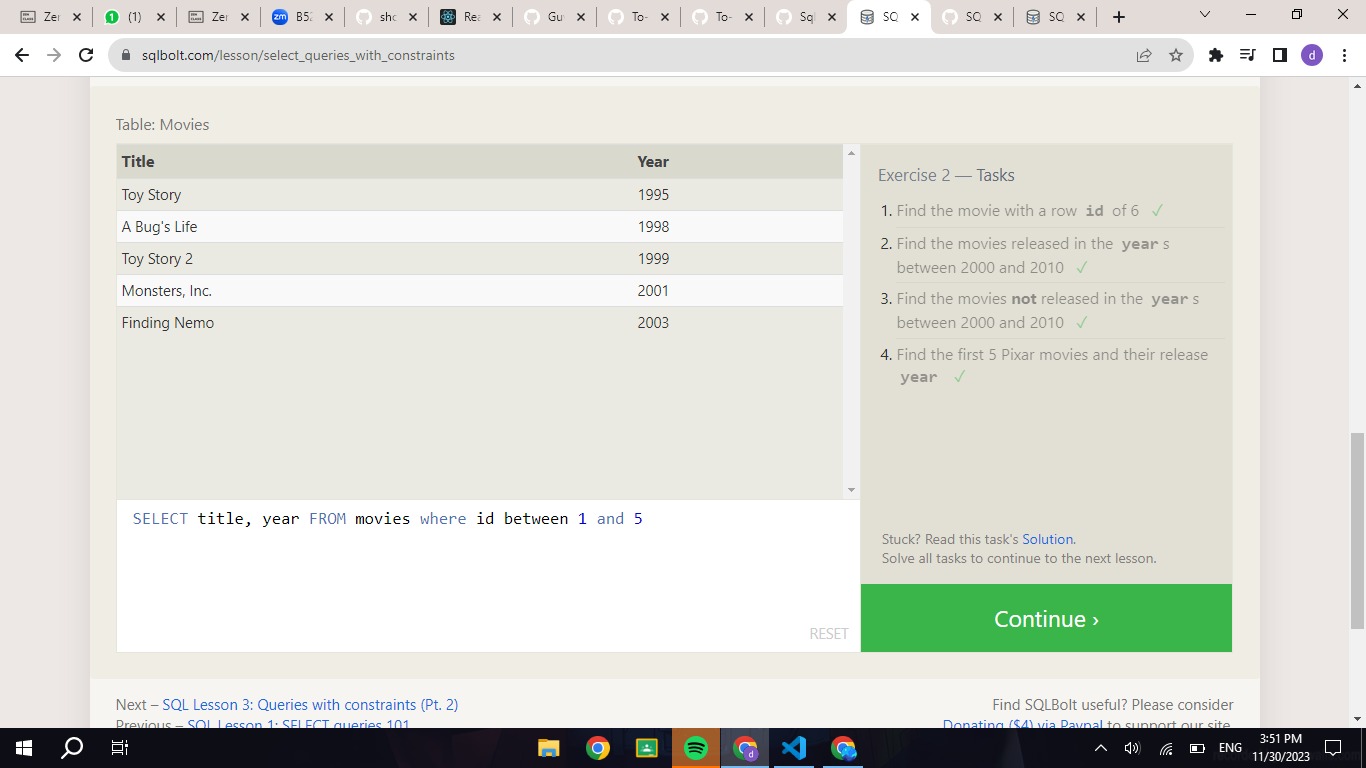 Zer
(1)
Zer
B52
sho
Rea
Gu
To-
To-
Sql
SQ
SQ
SQ
sqlbolt.com/lesson/select_queries_with_constraints
d
Table: Movies
Title Year
Toy Story 1995
A Bug's Life 1998
Toy Story 2 1999
Monsters, Inc. 2001
Finding Nemo 2003
SELECT title, year FROM movies where id between 1 and 5
RESET
Exercise 2 — Tasks
1. Find the movie with a row id of 6 ✓
2. Find the movies released in the year s
between 2000 and 2010 ✓
3. Find the movies not released in the year s
between 2000 and 2010 ✓
4. Find the first 5 Pixar movies and their release
year ✓
Stuck? Read this task's Solution.
Solve all tasks to continue to the next lesson.
Continue ›
Next – SQL Lesson 3: Queries with constraints (Pt. 2)
Previous – SQL Lesson 1: SELECT queries 101
Find SQLBolt useful? Please consider
Donating ($4) via Paypal to support our site.
ENG
3:51 PM
11/30/2023